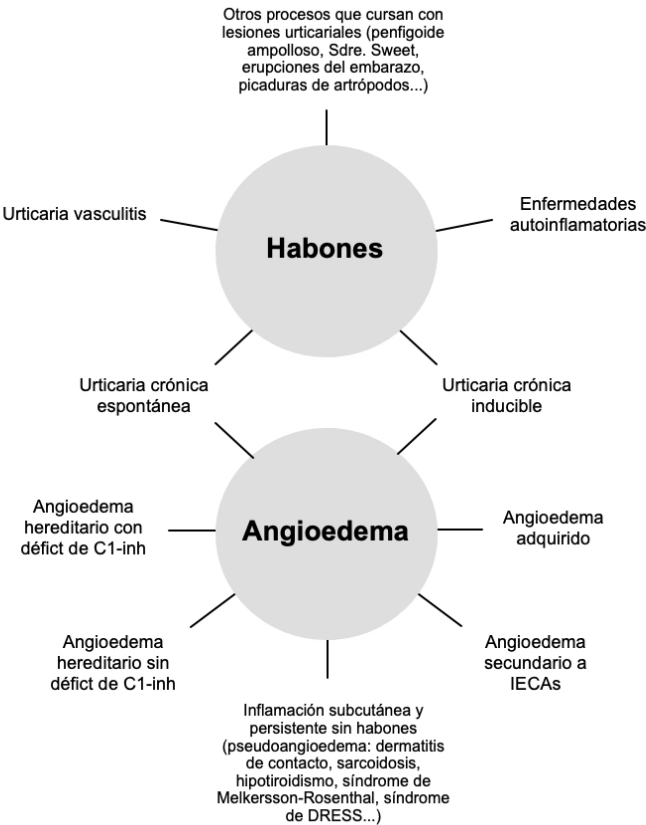 Otros procesos que cursan con
lesiones urticariales (penfigoide
ampolloso, Sdre. Sweet,
erupciones del embarazo,
picaduras de artrópodos...)
Urticaria vasculitis
Enfermedades
autoinflamatorias
Habones
Urticaria crónica
espontánea
Urticaria crónica
inducible
Angioedema
hereditario con
défict de C1-inh
Angioedema
Angioedema
adquirido
Angioedema
hereditario sin
défict de C1-inh
Angioedema
secundario a
IECAs
Inflamación subcutánea y
persistente sin habones
(pseudoangioedema: dermatitis
de contacto, sarcoidosis,
hipotiroidismo, síndrome de
Melkersson-Rosenthal, síndrome
de DRESS...)